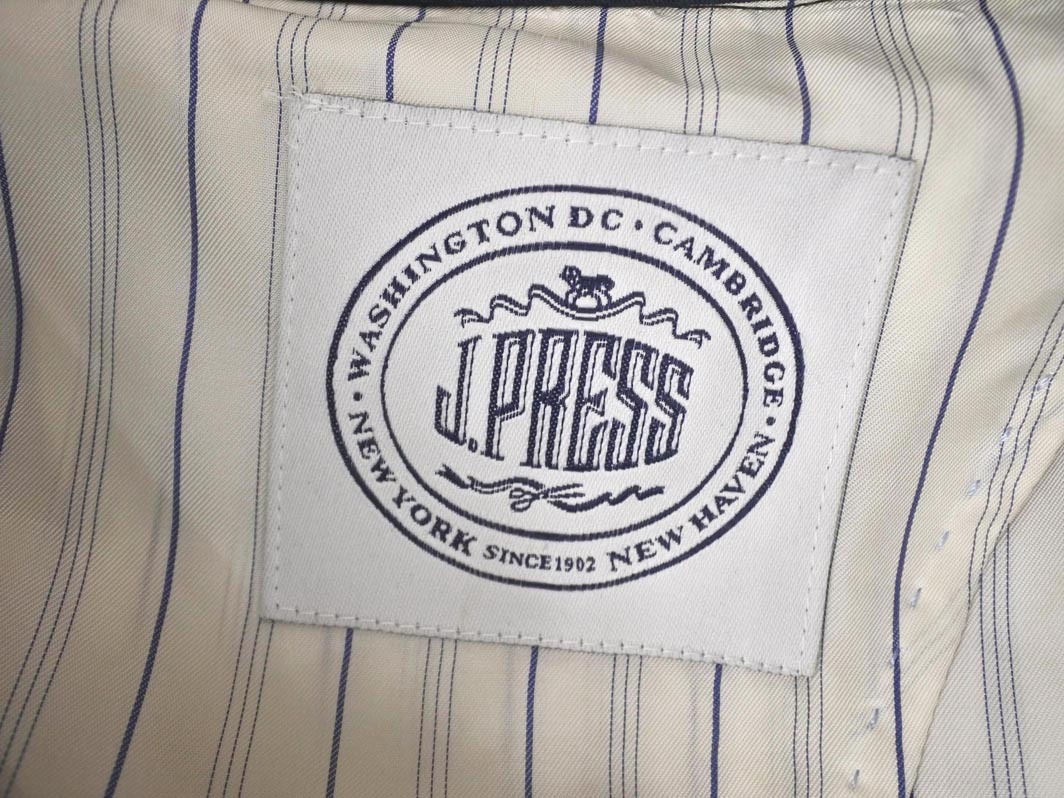 WASHINGTON DC • CAMBRIDGE •
J. PRESS
• NEW YORK SINCE 1902 NEW HAVEN